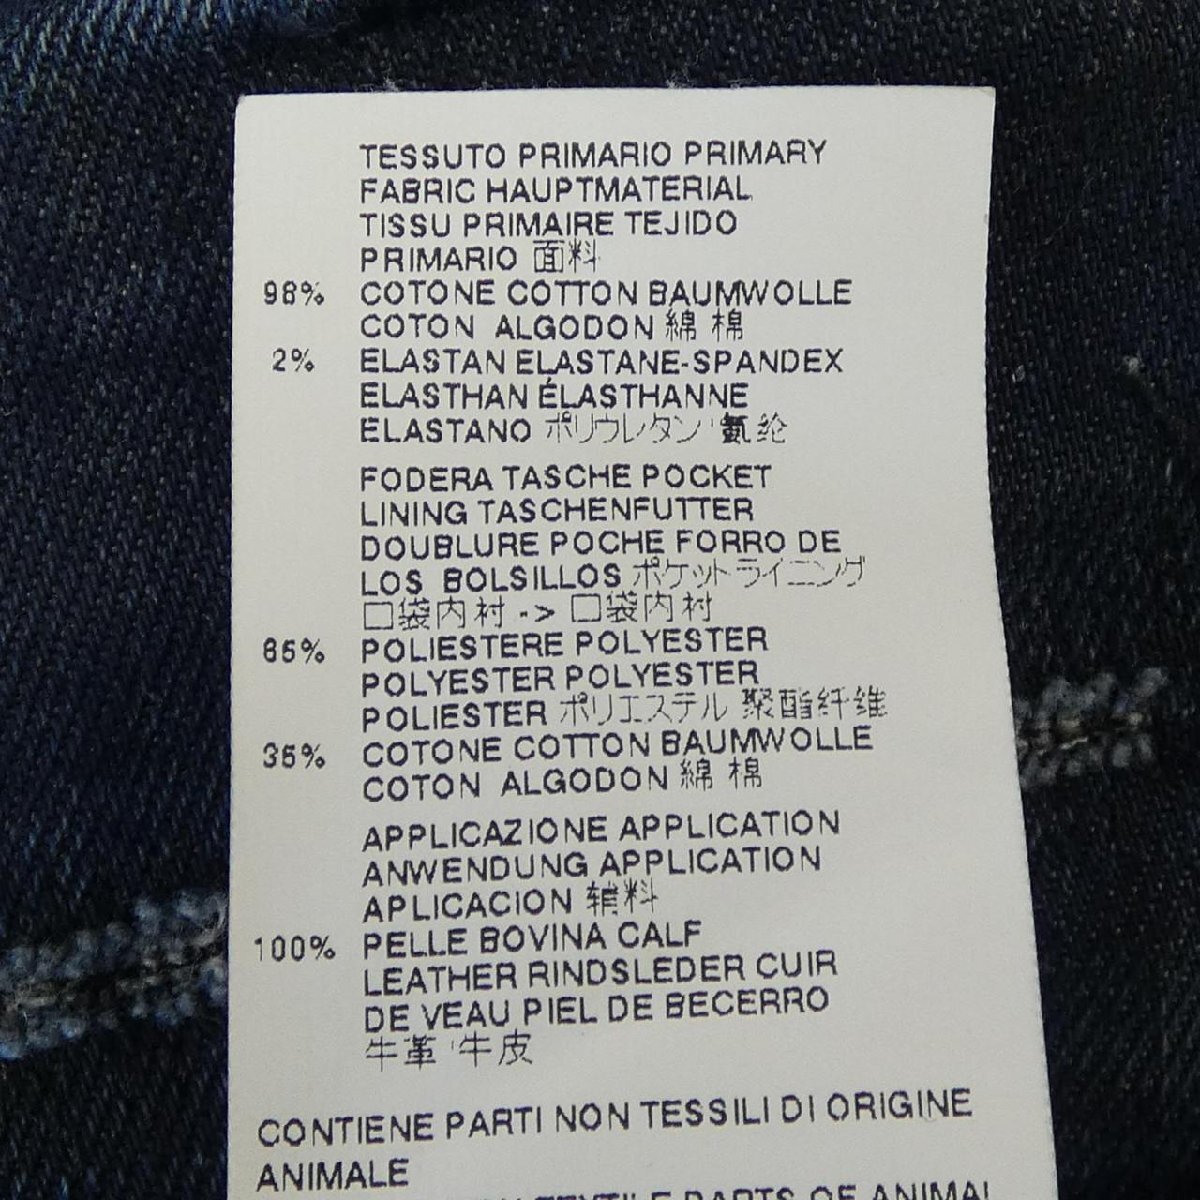 TESSUTO PRIMARIO PRIMARY
FABRIC HAUPTMATERIAL
TISSU PRIMAIRE TEJIDO
PRIMARIO 面料
98% COTONE COTTON BAUMWOLLE
COTON ALGODON 綿 棉
2% ELASTAN ELASTANE-SPANDEX
ELASTHAN ÉLASTHANNE
ELASTANO ポリウレタン 氨纶
FODERA TASCHE POCKET
LINING TASCHENFUTTER
DOUBLURE POCHE FORRO DE
LOS BOLSILLOS ポケットライニング
口袋内衬 -> 口袋内衬
65% POLIESTERE POLYESTER
POLYESTER POLYESTER
POLIESTER ポリエステル 聚酯纤维
35% COTONE COTTON BAUMWOLLE
COTON ALGODON 綿 棉
APPLICAZIONE APPLICATION
ANWENDUNG APPLICATION
APLICACION 辅料
100% PELLE BOVINA CALF
LEATHER RINDSLEDER CUIR
DE VEAU PIEL DE BECERRO
牛革 牛皮
CONTIENE PARTI NON TESSILI DI ORIGINE
ANIMALE
PARTS OF ANIMAL